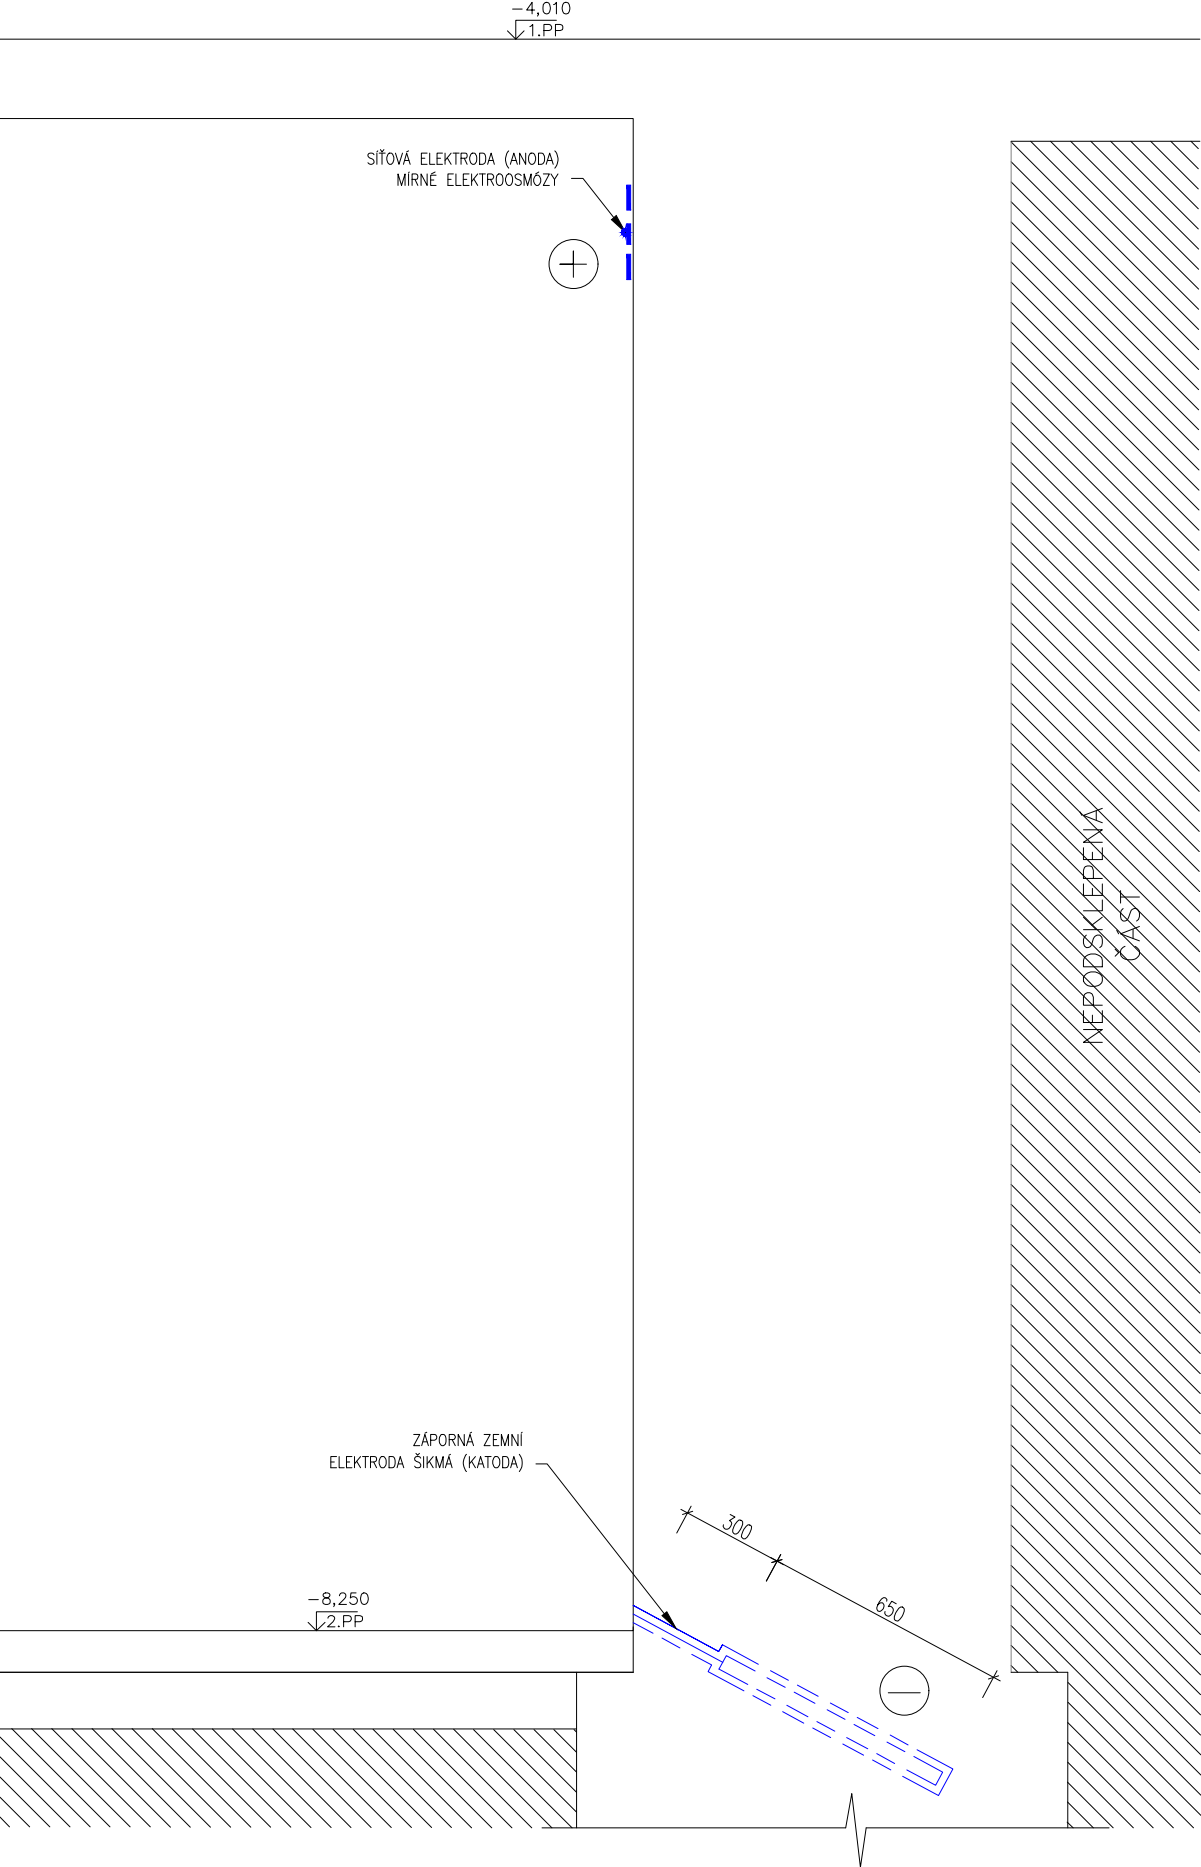 -4,010
1.PP
SÍŤOVÁ ELEKTRODA (ANODA)
MÍRNÉ ELEKTROOSMÓZY
NEPODSKLEPENÁ
ČÁST
ZÁPORNÁ ZEMNÍ
ELEKTRODA ŠIKMÁ (KATODA)
300
650
-8,250
2.PP